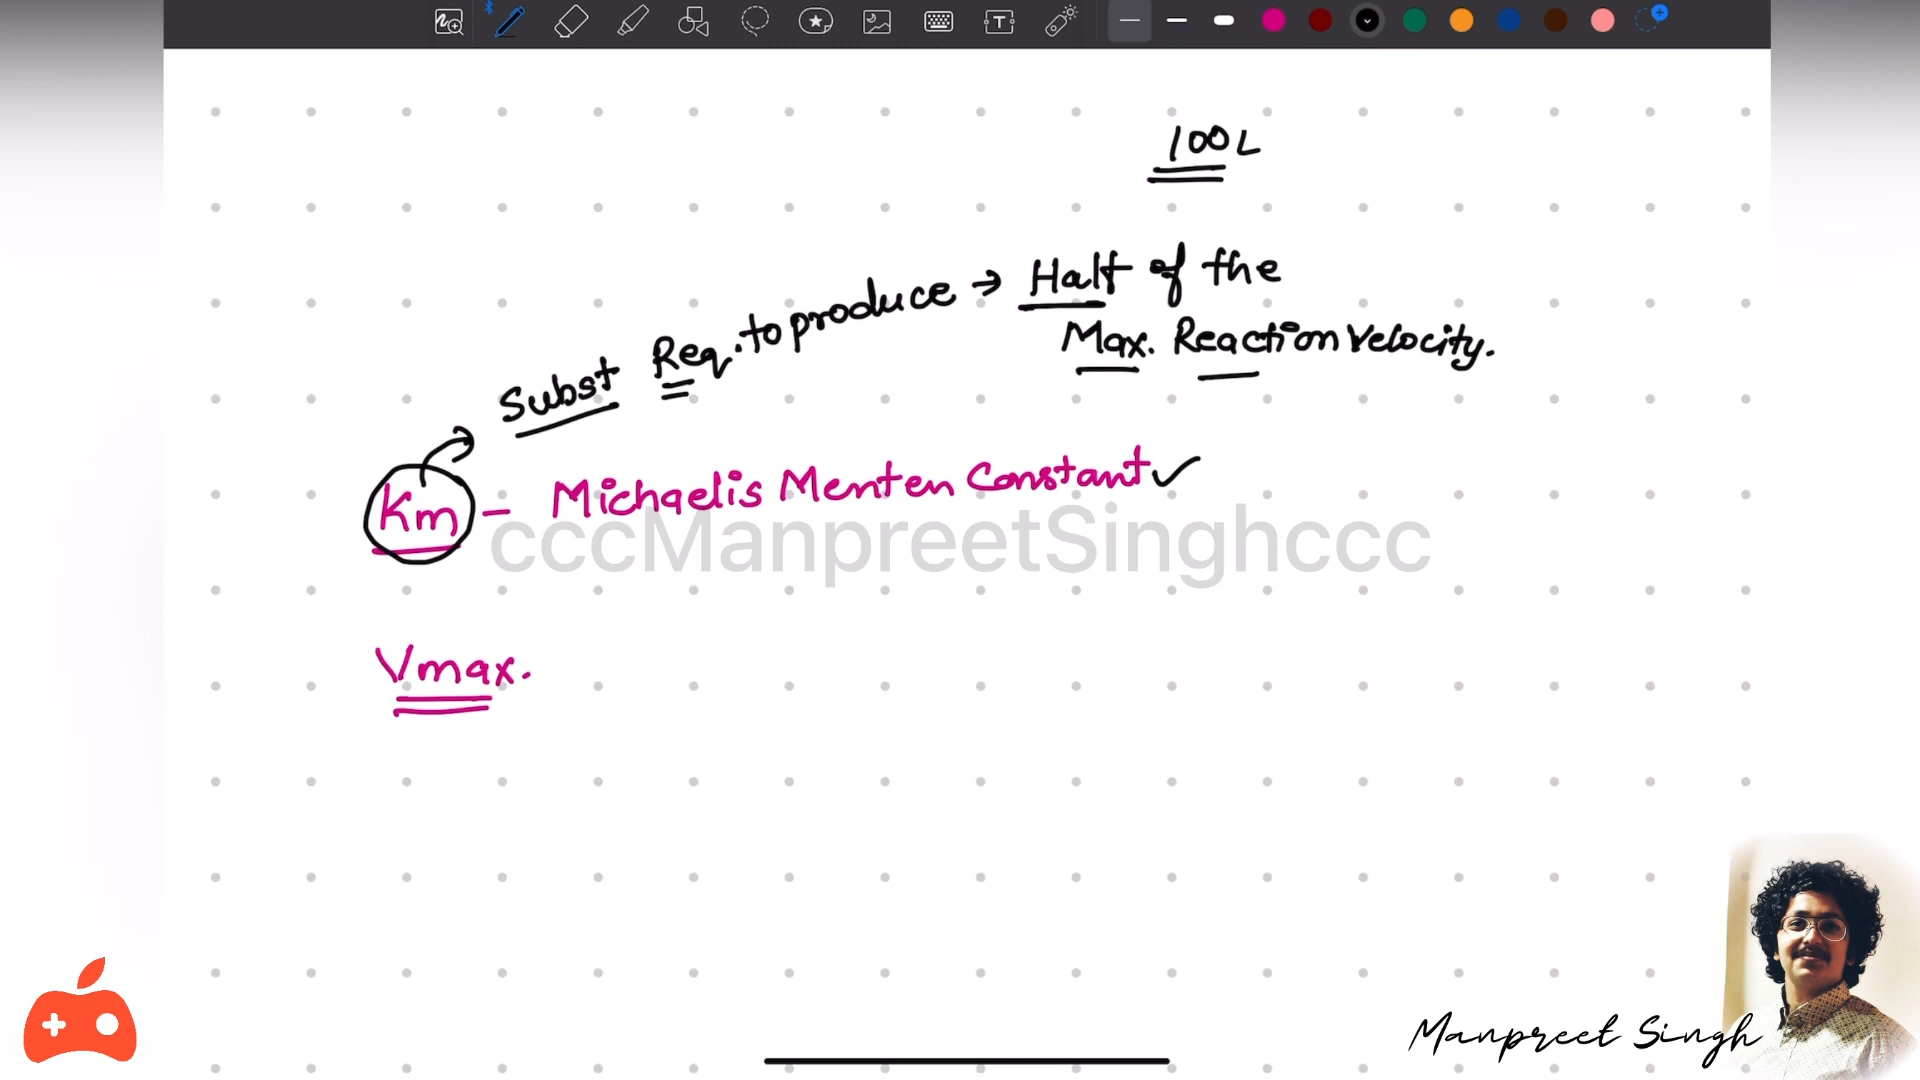 100L
Subst Req. to produce → Half of the
Max. Reaction Velocity.
Km - Michaelis Menten Constant ✓
cccManpreetSinghccc
Vmax.
Manpreet Singh